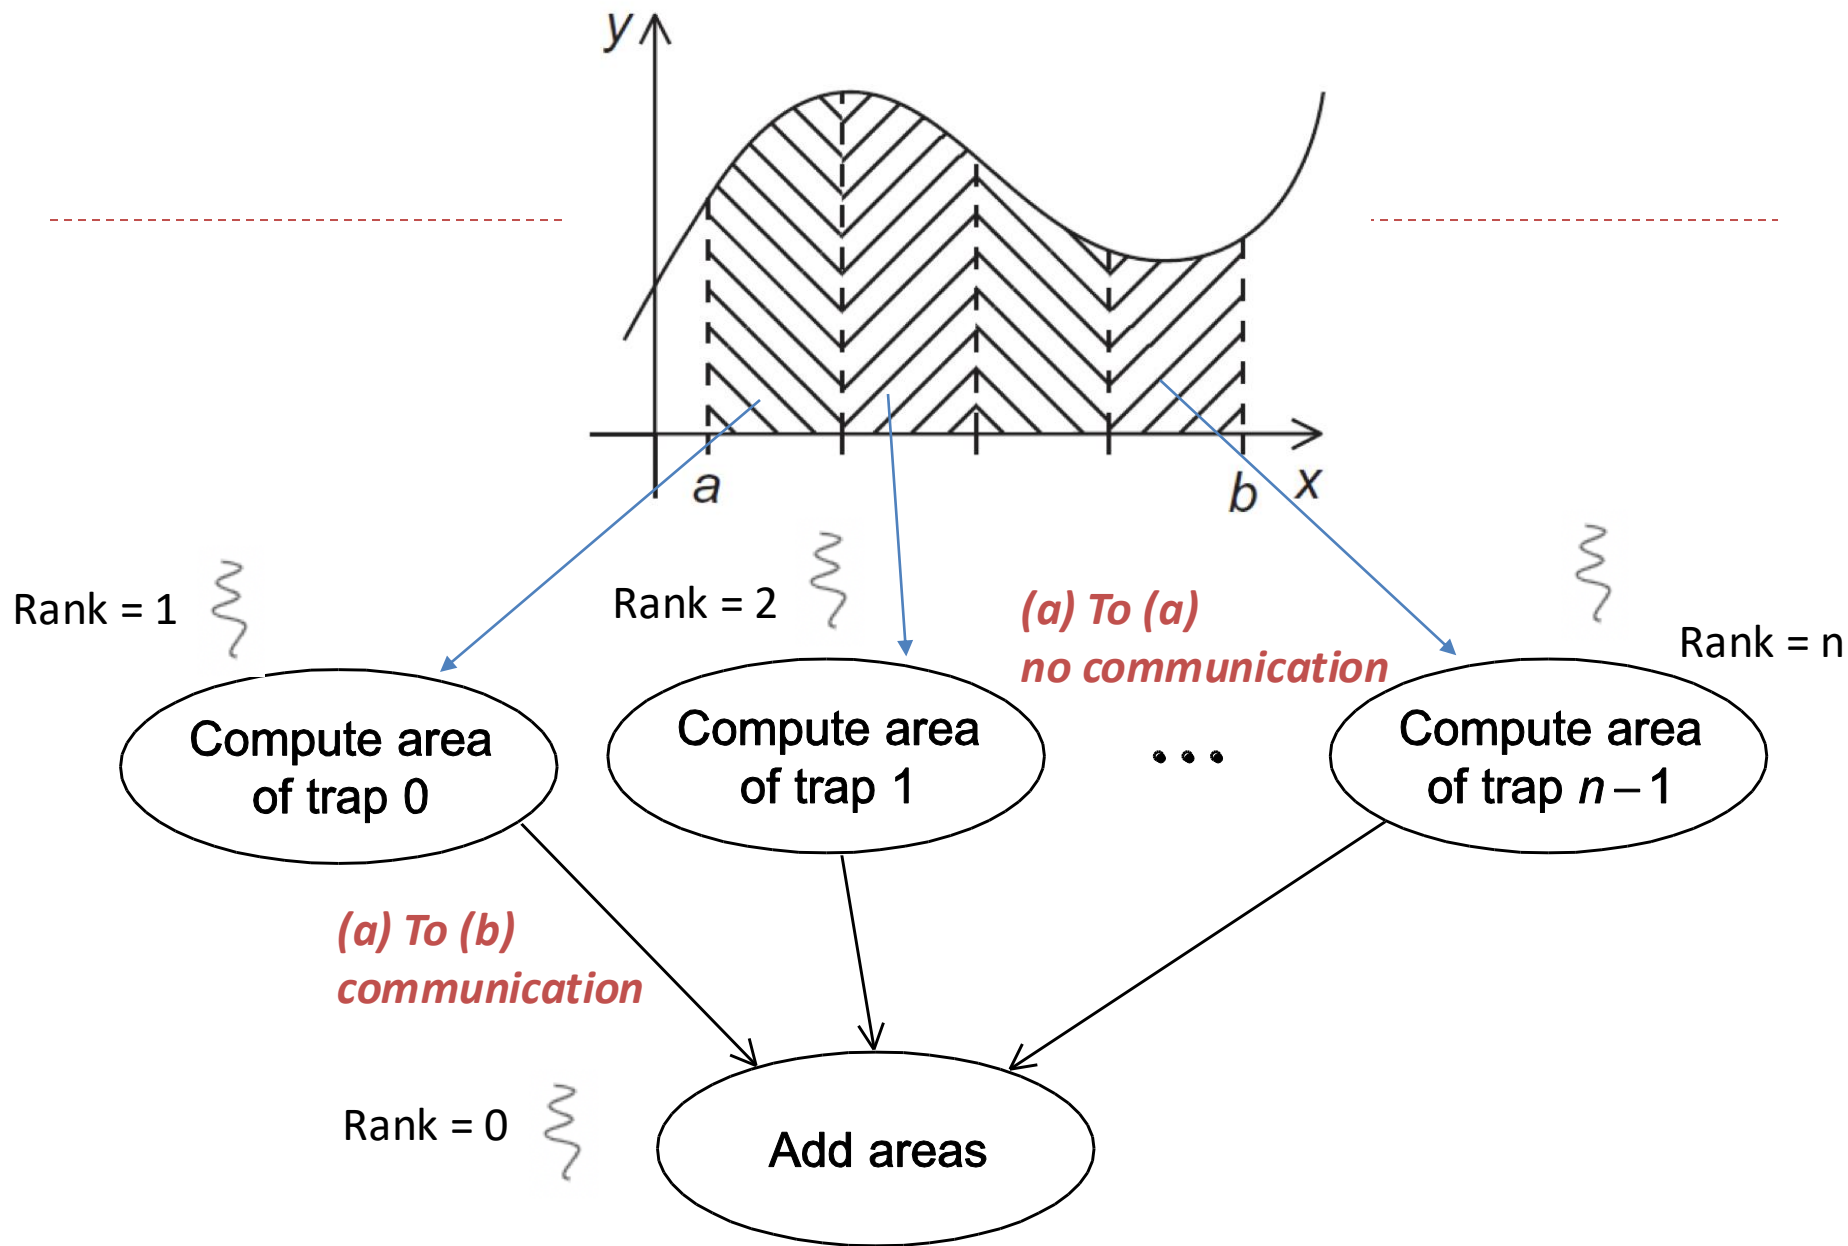 y
a
b
x
Rank = 1
Rank = 2
(a) To (a)
no communication
Rank = n
Compute area
of trap 0
Compute area
of trap 1
...
Compute area
of trap n – 1
(a) To (b)
communication
Rank = 0
Add areas